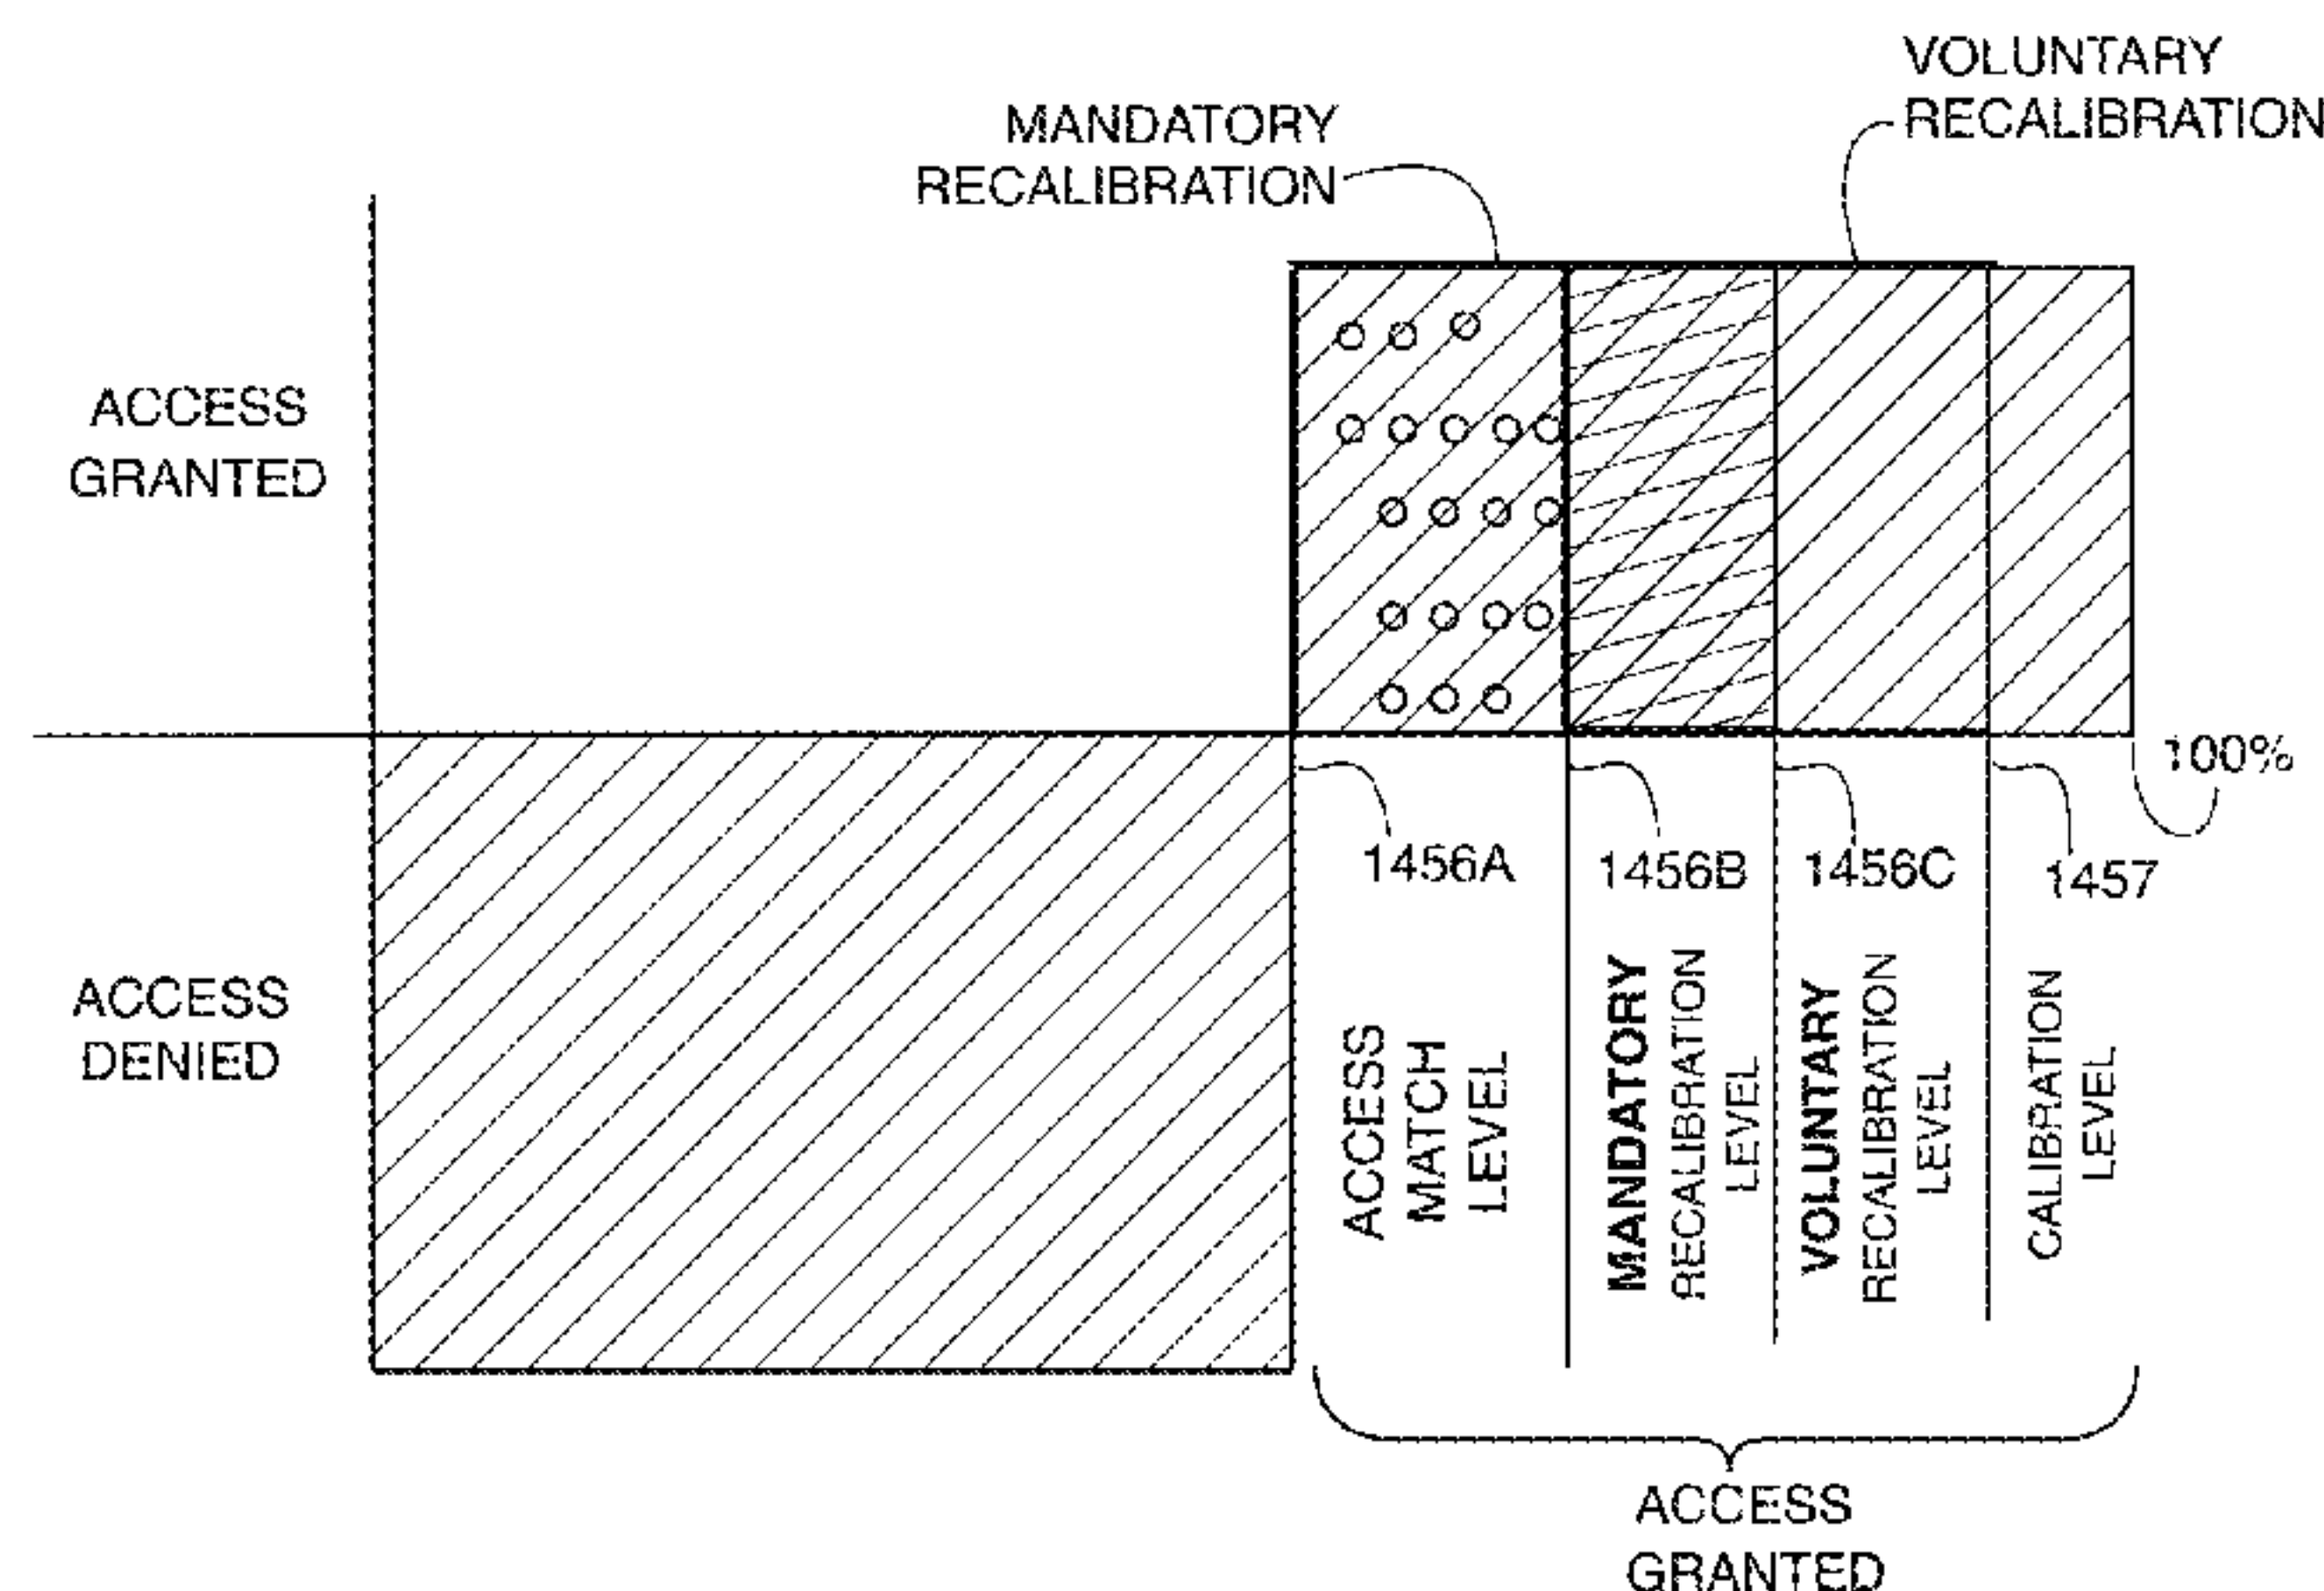 VOLUNTARY
RECALIBRATION
MANDATORY
RECALIBRATION
ACCESS
GRANTED
100%
1456A
1456B
1456C
1457
ACCESS
DENIED
ACCESS
MATCH
LEVEL
MANDATORY
RECALIBRATION
LEVEL
VOLUNTARY
RECALIBRATION
LEVEL
CALIBRATION
LEVEL
ACCESS
GRANTED